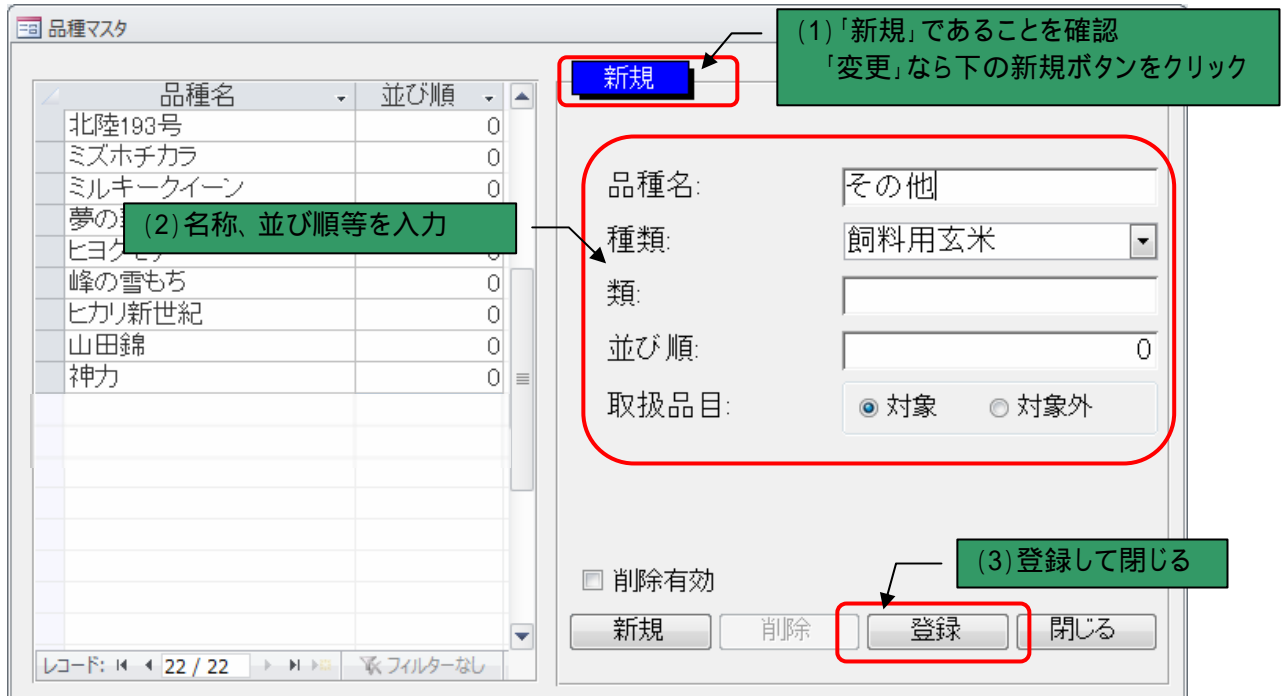 品種マスタ
(1)「新規」であることを確認
「変更」なら下の新規ボタンをクリック
新規
品種名 並び順
北陸193号 0
ミズホチカラ 0
ミルキークイーン 0
夢の
ヒヨクモチ 0
峰の雪もち 0
ヒカリ新世紀 0
山田錦 0
神力 0
(2)名称、並び順等を入力
品種名: その他
種類: 飼料用玄米
類:
並び順: 0
取扱品目: 対象 対象外
(3)登録して閉じる
削除有効
新規 削除 登録 閉じる
レコード: 22 / 22 フィルターなし